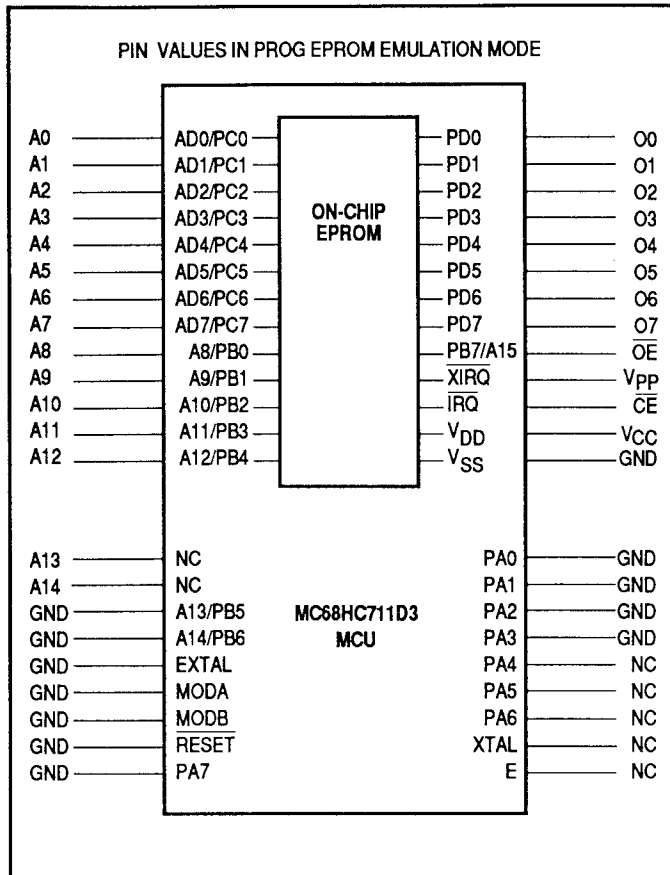 PIN VALUES IN PROG EPROM EMULATION MODE
A0 AD0/PC0 PD0 O0
A1 AD1/PC1 PD1 O1
A2 AD2/PC2 PD2 O2
A3 AD3/PC3 ON-CHIP PD3 O3
A4 AD4/PC4 EPROM PD4 O4
A5 AD5/PC5 PD5 O5
A6 AD6/PC6 PD6 O6
A7 AD7/PC7 PD7 O7
A8 A8/PB0 PB7/A15 OE
A9 A9/PB1 XIRQ VPP
A10 A10/PB2 IRQ CE
A11 A11/PB3 VDD VCC
A12 A12/PB4 VSS GND
A13 NC PA0 GND
A14 NC PA1 GND
GND A13/PB5 MC68HC711D3 PA2 GND
GND A14/PB6 MCU PA3 GND
GND EXTAL PA4 NC
GND MODA PA5 NC
GND MODB PA6 NC
GND RESET XTAL NC
GND PA7 E NC